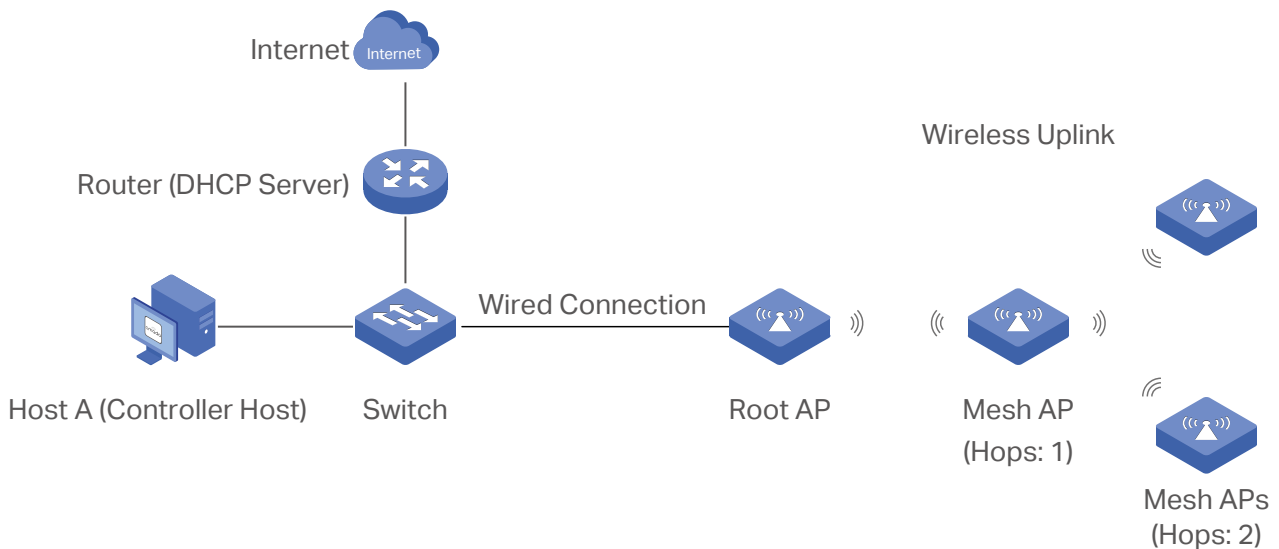 Internet
Internet
Wireless Uplink
Router (DHCP Server)
Wired Connection
Host A (Controller Host)
Switch
Root AP
Mesh AP
(Hops: 1)
Mesh APs
(Hops: 2)